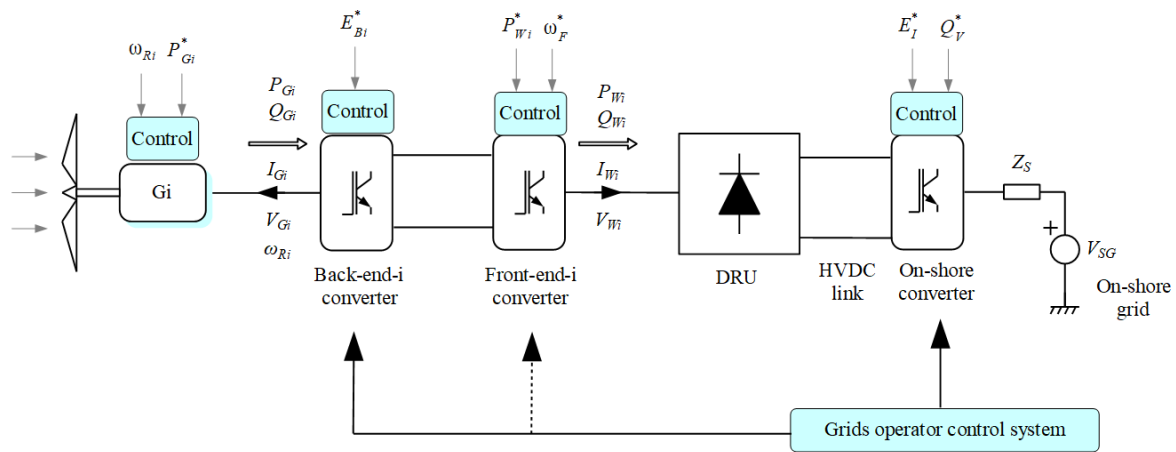 ω_Ri P*_Gi
Control
Gi
P_Gi
Q_Gi
I_Gi
V_Gi
ω_Ri
E*_Bi
Control
Back-end-i
converter
P*_Wi ω*_F
Control
Front-end-i
converter
P_Wi
Q_Wi
I_Wi
V_Wi
DRU
HVDC
link
E*_I Q*_V
Control
On-shore
converter
Z_S
+
V_SG
On-shore
grid
Grids operator control system